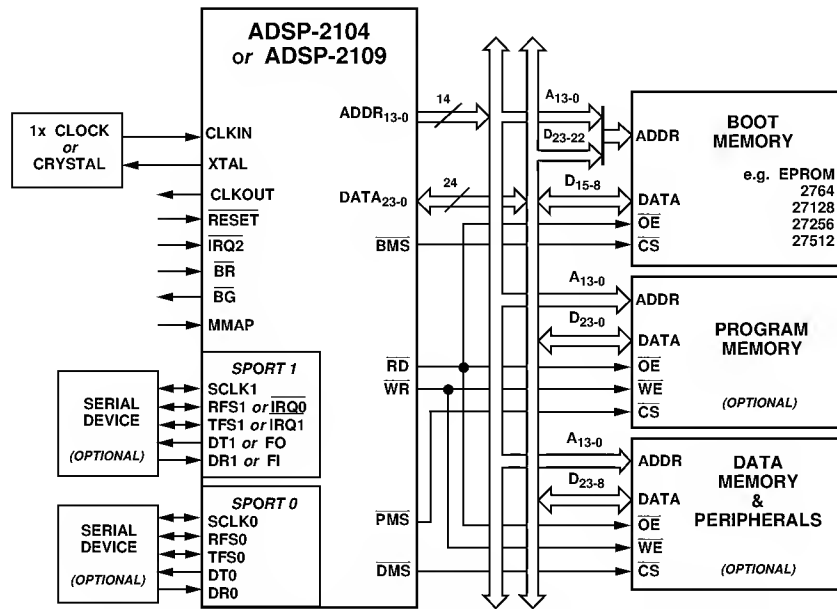 ADSP-2104
or ADSP-2109
1x CLOCK
or
CRYSTAL
CLKIN
XTAL
CLKOUT
RESET
IRQ2
BR
BG
MMAP
ADDR13-0
14
DATA23-0
24
BMS
RD
WR
PMS
DMS
SPORT 1
SCLK1
RFS1 or IRQ0
TFS1 or IRQ1
DT1 or FO
DR1 or FI
SERIAL
DEVICE
(OPTIONAL)
SPORT 0
SCLK0
RFS0
TFS0
DT0
DR0
SERIAL
DEVICE
(OPTIONAL)
A13-0
D23-22
D15-8
ADDR
DATA
OE
CS
BOOT
MEMORY
e.g. EPROM
2764
27128
27256
27512
A13-0
D23-0
ADDR
DATA
OE
WE
CS
PROGRAM
MEMORY
(OPTIONAL)
A13-0
D23-8
ADDR
DATA
OE
WE
CS
DATA
MEMORY
&
PERIPHERALS
(OPTIONAL)